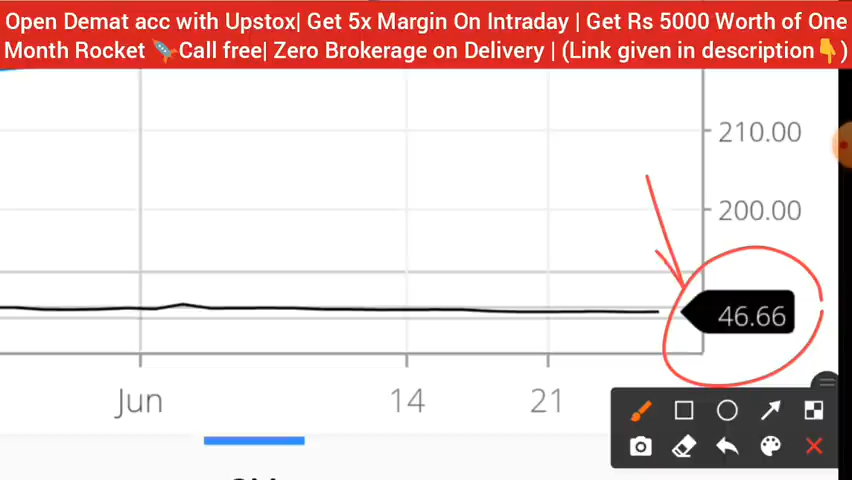 Open Demat acc with Upstox| Get 5x Margin On Intraday | Get Rs 5000 Worth of One
Month Rocket 🚀Call free| Zero Brokerage on Delivery | (Link given in description👇)
210.00
200.00
46.66
Jun 14 21